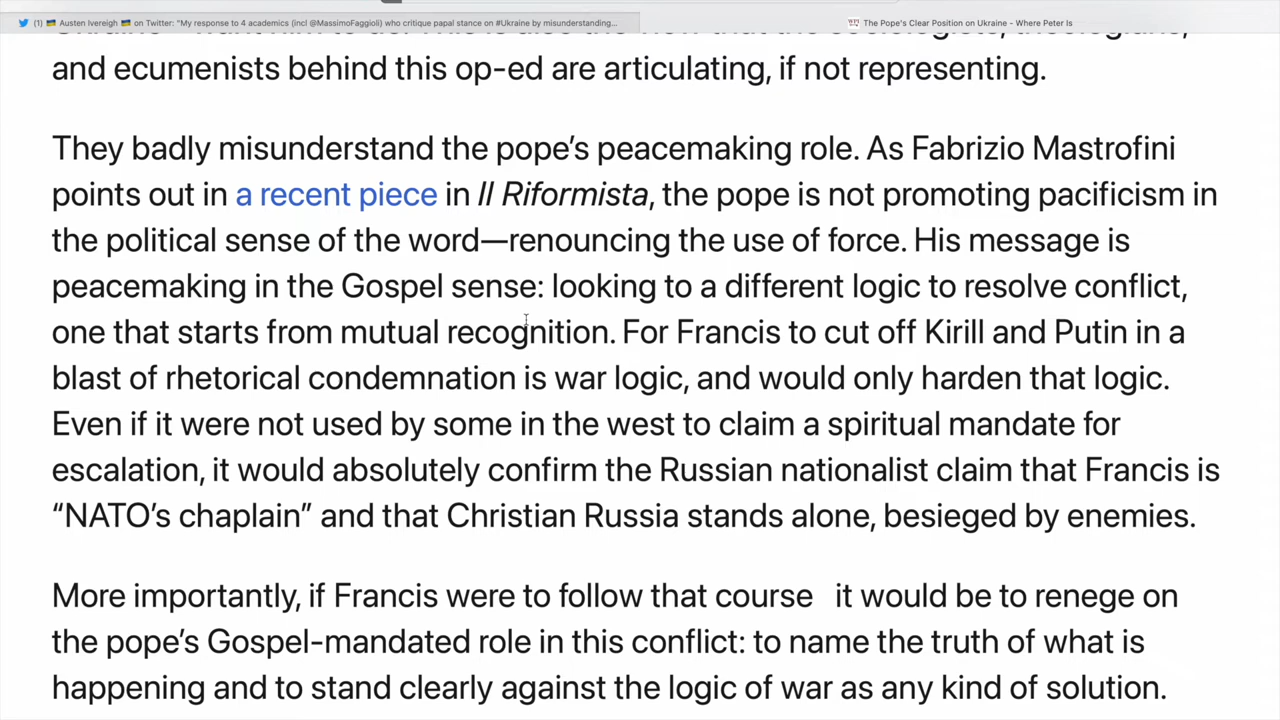 (1) 🇺🇦 Austen Ivereigh 🇺🇦 on Twitter: "My response to 4 academics (incl @MassimoFaggioli) who critique papal stance on #Ukraine by misunderstanding...
The Pope's Clear Position on Ukraine - Where Peter Is
and ecumenists behind this op-ed are articulating, if not representing.
They badly misunderstand the pope's peacemaking role. As Fabrizio Mastrofini
points out in a recent piece in Il Riformista, the pope is not promoting pacificism in
the political sense of the word—renouncing the use of force. His message is
peacemaking in the Gospel sense: looking to a different logic to resolve conflict,
one that starts from mutual recognition. For Francis to cut off Kirill and Putin in a
blast of rhetorical condemnation is war logic, and would only harden that logic.
Even if it were not used by some in the west to claim a spiritual mandate for
escalation, it would absolutely confirm the Russian nationalist claim that Francis is
“NATO’s chaplain” and that Christian Russia stands alone, besieged by enemies.
More importantly, if Francis were to follow that course it would be to renege on
the pope’s Gospel-mandated role in this conflict: to name the truth of what is
happening and to stand clearly against the logic of war as any kind of solution.